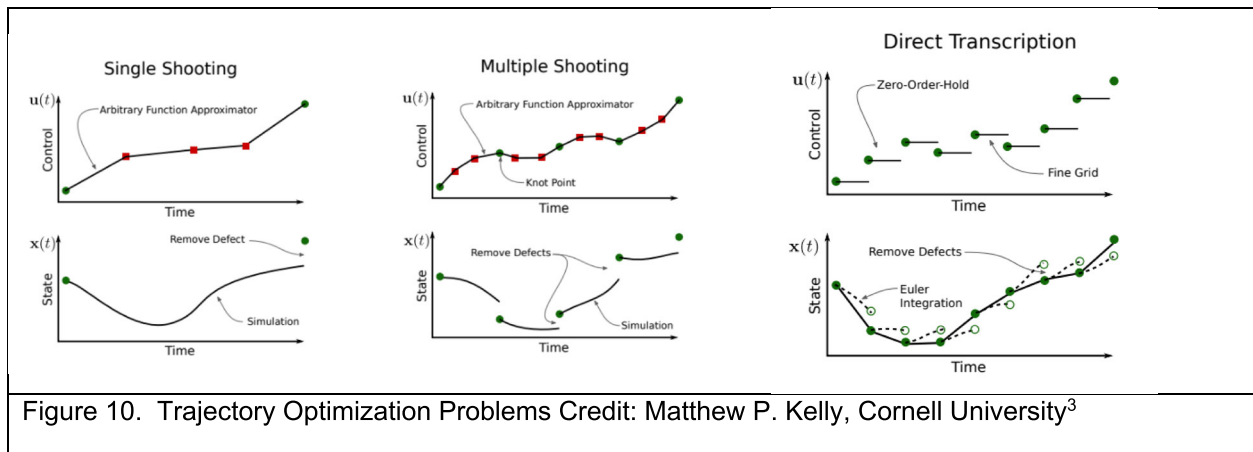 Single Shooting
u(t)
Arbitrary Function Approximator
Control
Time
x(t)
Remove Defect
State
Simulation
Time
Multiple Shooting
u(t)
Arbitrary Function Approximator
Control
Knot Point
Time
x(t)
Remove Defects
State
Simulation
Time
Direct Transcription
u(t)
Zero-Order-Hold
Control
Fine Grid
Time
x(t)
Remove Defects
State
Euler
Integration
Time
Figure 10.  Trajectory Optimization Problems Credit: Matthew P. Kelly, Cornell University³